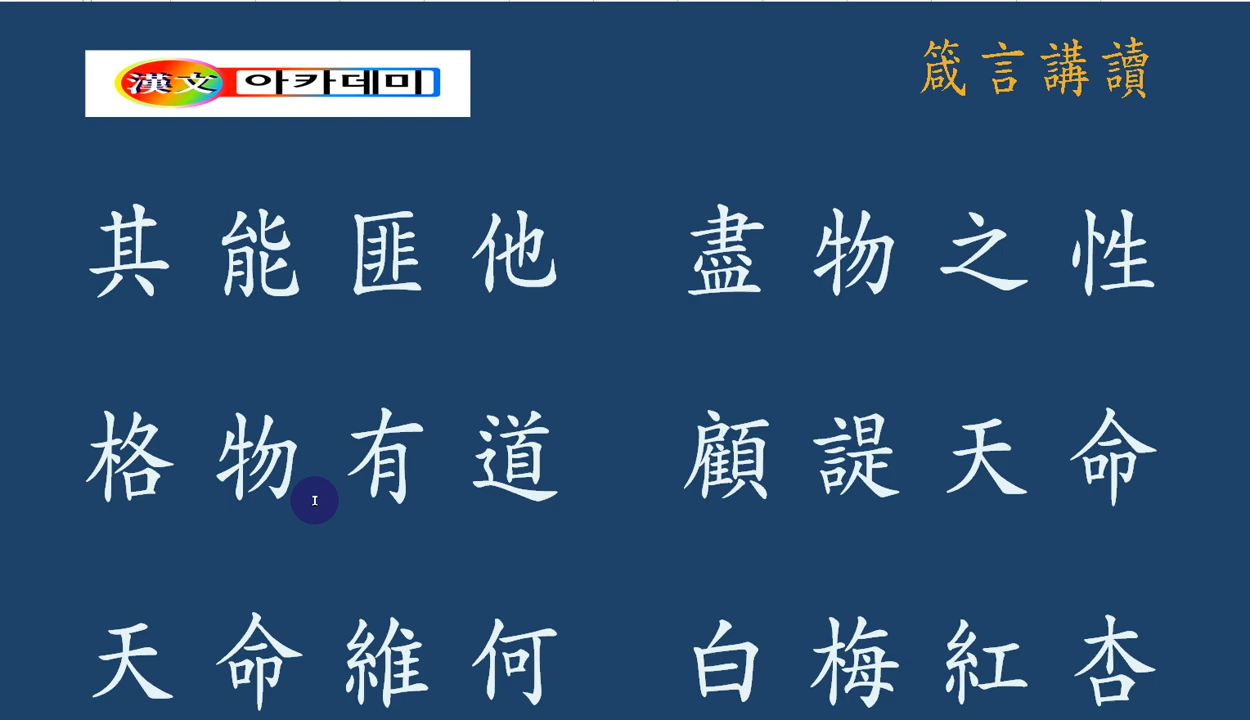 漢文 아카데미
箴言講讀
其能匪他 盡物之性
格物有道 顧諟天命
天命維何 白梅紅杏